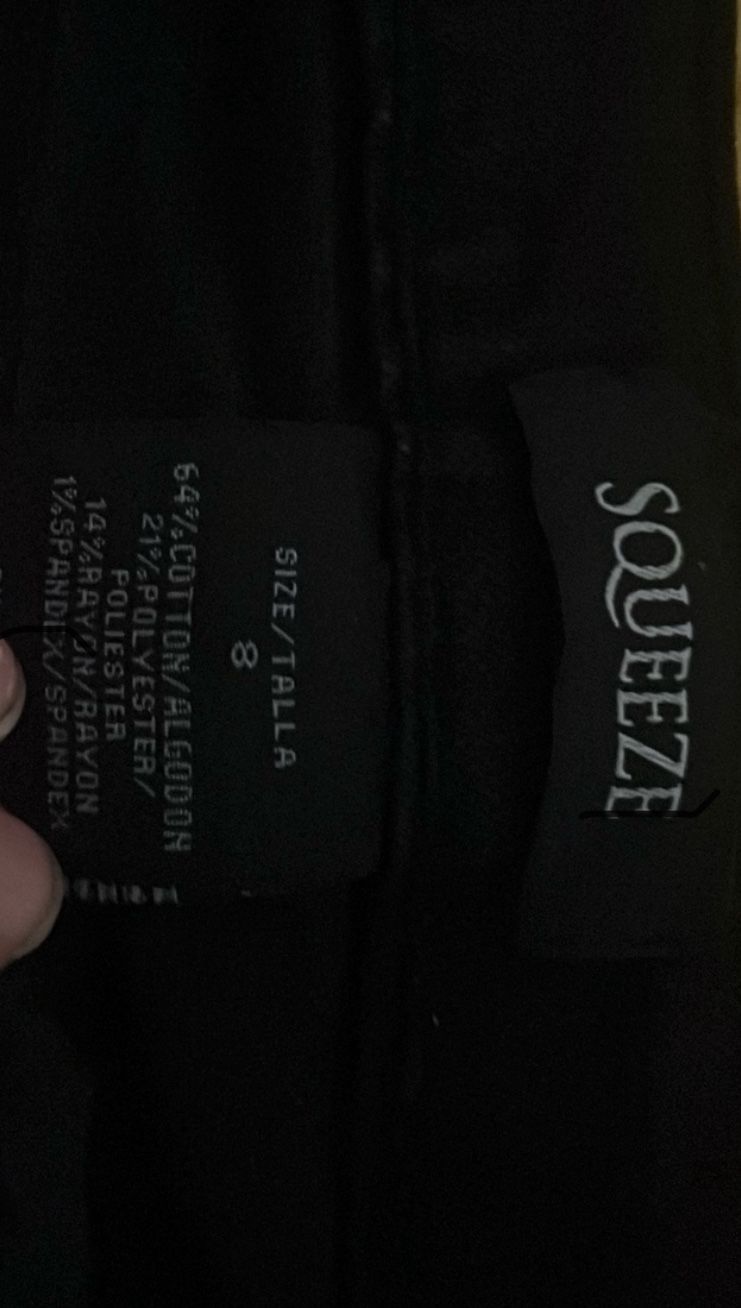 SQUEEZE
SIZE/TALLA
8
64%COTTON/ALGODON
21%POLYESTER/
POLIESTER
14%RAYON/RAYON
1%SPANDEX/SPANDEX